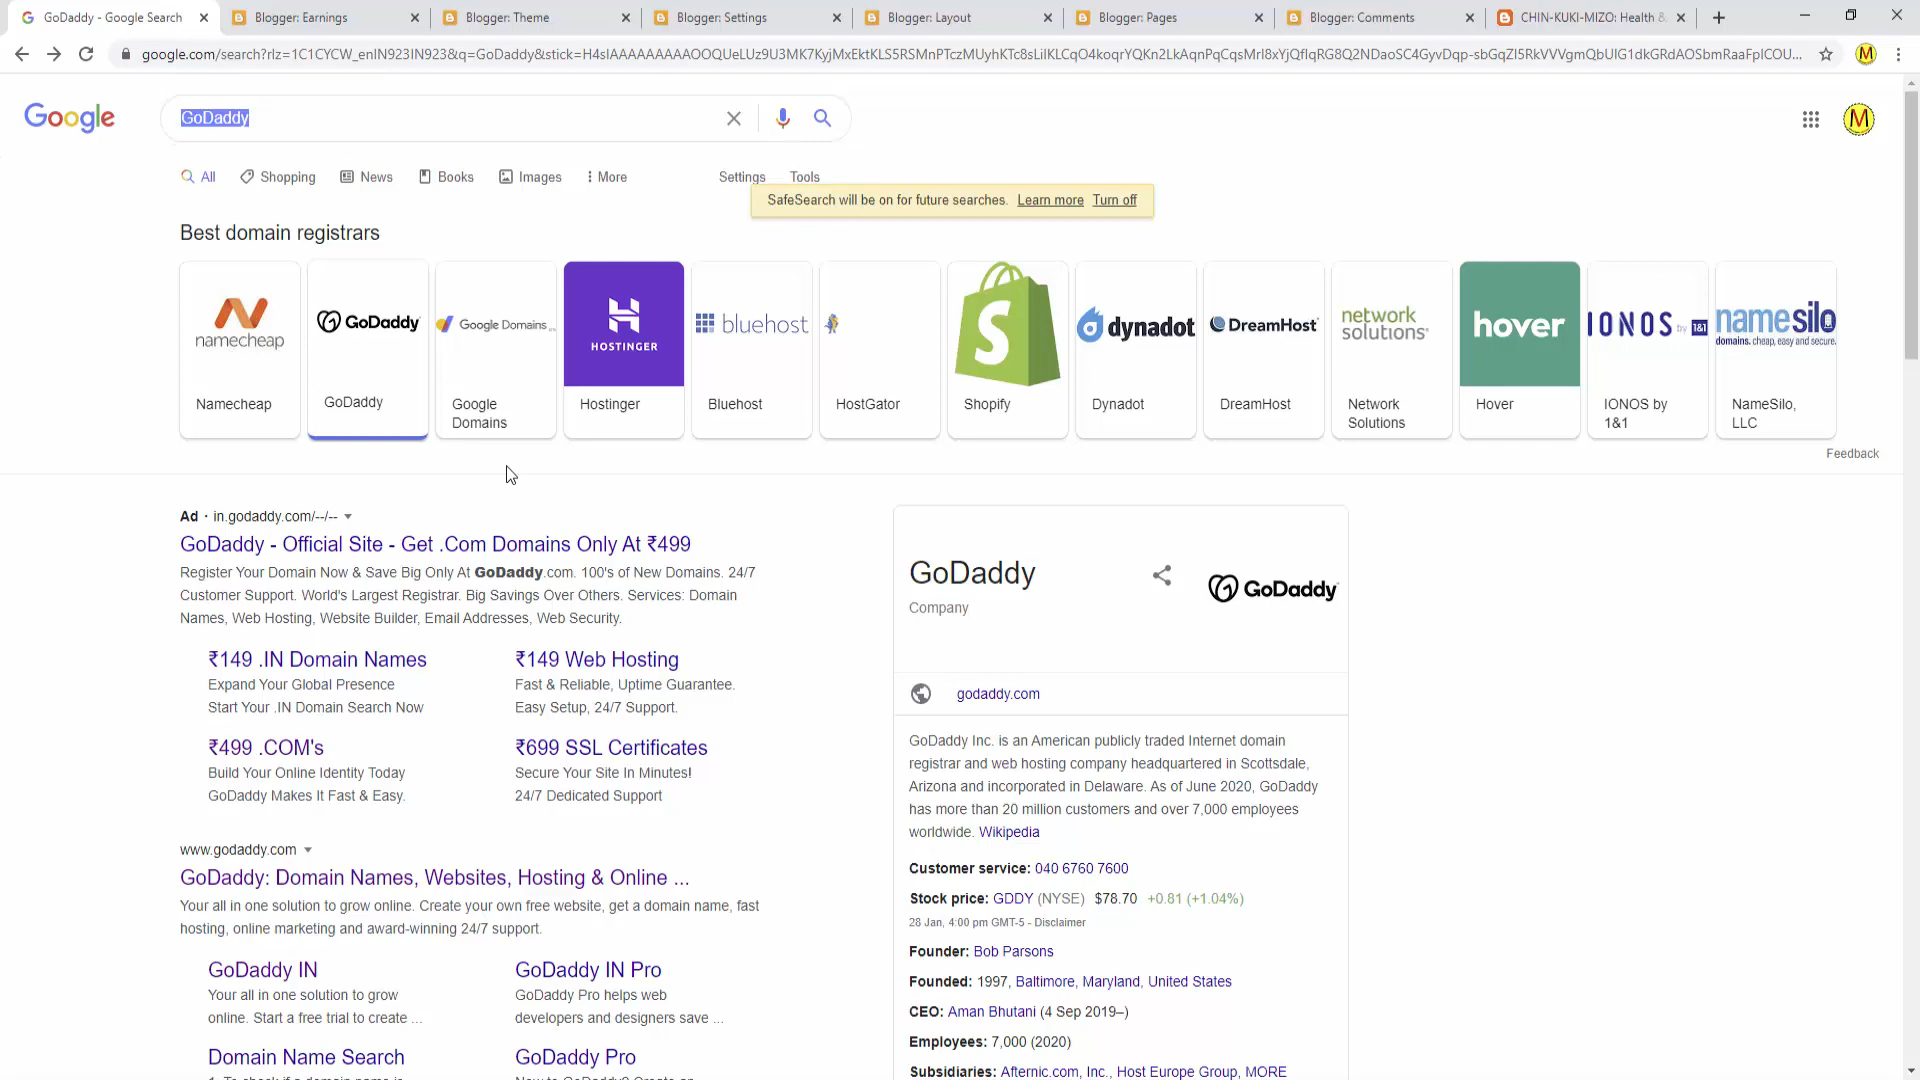 GoDaddy - Google Search
Blogger: Earnings
Blogger: Theme
Blogger: Settings
Blogger: Layout
Blogger: Pages
Blogger: Comments
CHIN-KUKI-MIZO: Health &
google.com/search?rlz=1C1CYCW_enIN923IN923&q=GoDaddy&stick=
M
Google
GoDaddy
M
All
Shopping
News
Books
Images
More
Settings
Tools
SafeSearch will be on for future searches. Learn more Turn off
Best domain registrars
namecheap
GoDaddy
Google Domains
HOSTINGER
bluehost
dynadot
DreamHost
network
solutions
hover
IONOS by 1&1
namesilo
domains. cheap, easy and secure.
Namecheap
GoDaddy
Google
Domains
Hostinger
Bluehost
HostGator
Shopify
Dynadot
DreamHost
Network
Solutions
Hover
IONOS by
1&1
NameSilo,
LLC
Feedback
Ad · in.godaddy.com/--/--
GoDaddy - Official Site - Get .Com Domains Only At ₹499
Register Your Domain Now & Save Big Only At GoDaddy.com. 100's of New Domains. 24/7
Customer Support. World's Largest Registrar. Big Savings Over Others. Services: Domain
Names, Web Hosting, Website Builder, Email Addresses, Web Security.
₹149 .IN Domain Names
Expand Your Global Presence
Start Your .IN Domain Search Now
₹149 Web Hosting
Fast & Reliable, Uptime Guarantee.
Easy Setup, 24/7 Support.
₹499 .COM's
Build Your Online Identity Today
GoDaddy Makes It Fast & Easy.
₹699 SSL Certificates
Secure Your Site In Minutes!
24/7 Dedicated Support
www.godaddy.com
GoDaddy: Domain Names, Websites, Hosting & Online ...
Your all in one solution to grow online. Create your own free website, get a domain name, fast
hosting, online marketing and award-winning 24/7 support.
GoDaddy IN
Your all in one solution to grow
online. Start a free trial to create ...
GoDaddy IN Pro
GoDaddy Pro helps web
developers and designers save ...
Domain Name Search
GoDaddy Pro
GoDaddy
Company
GoDaddy
godaddy.com
GoDaddy Inc. is an American publicly traded Internet domain
registrar and web hosting company headquartered in Scottsdale,
Arizona and incorporated in Delaware. As of June 2020, GoDaddy
has more than 20 million customers and over 7,000 employees
worldwide. Wikipedia
Customer service: 040 6760 7600
Stock price: GDDY (NYSE) $78.70 +0.81 (+1.04%)
28 Jan, 4:00 pm GMT-5 - Disclaimer
Founder: Bob Parsons
Founded: 1997, Baltimore, Maryland, United States
CEO: Aman Bhutani (4 Sep 2019–)
Employees: 7,000 (2020)
Subsidiaries: Afternic.com, Inc., Host Europe Group, MORE